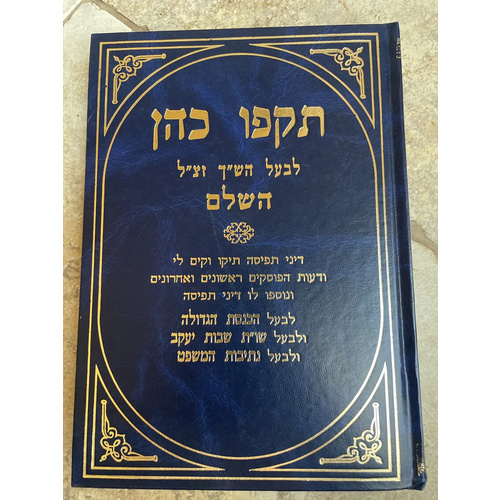 תקפו כהן
לבעל הש"ך זצ"ל
השלם
דיני תפיסה תיקו וקים לי
ודעות הפוסקים ראשונים ואחרונים
ונוספו לו דיני תפיסה
לבעל הכנסת הגדולה
ולבעל שו"ת שבות יעקב
ולבעל נתיבות המשפט